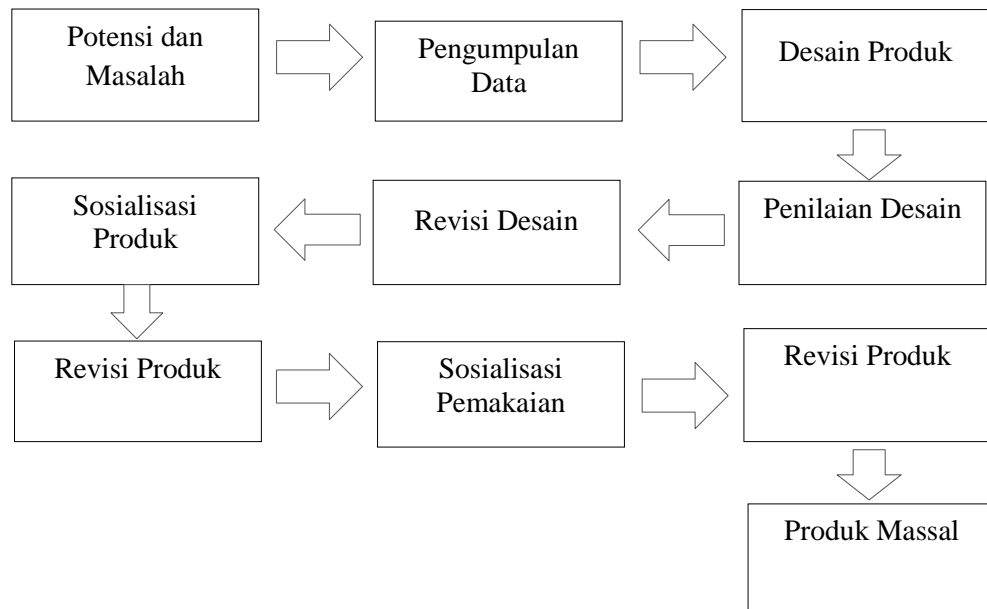 Potensi dan
Masalah
Pengumpulan
Data
Desain Produk
Penilaian Desain
Revisi Desain
Sosialisasi
Produk
Revisi Produk
Sosialisasi
Pemakaian
Revisi Produk
Produk Massal